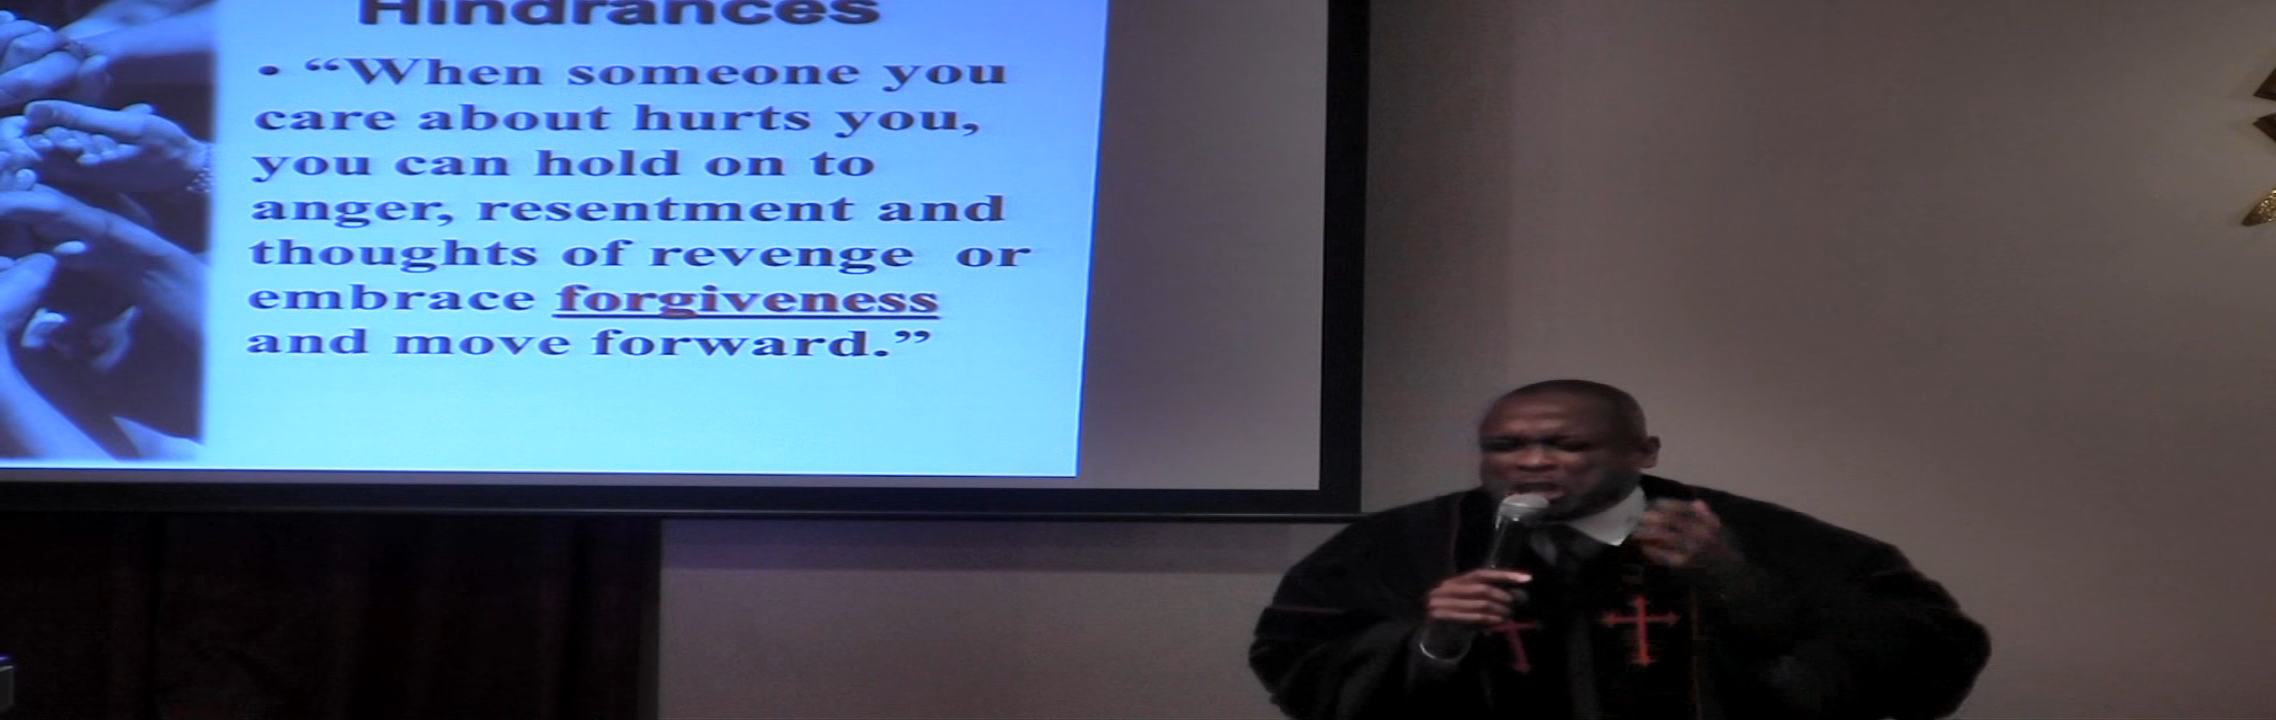 Hindrances
• “When someone you
care about hurts you,
you can hold on to
anger, resentment and
thoughts of revenge or
embrace forgiveness
and move forward.”